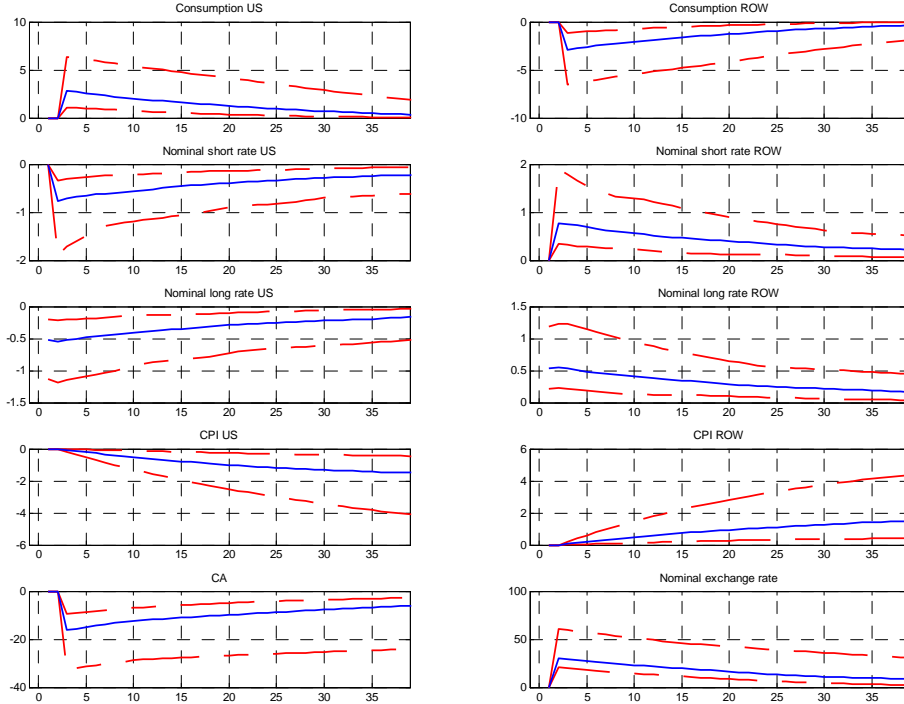 Consumption US
10
5
0
0 5 10 15 20 25 30 35
Consumption ROW
0
-5
-10
0 5 10 15 20 25 30 35
Nominal short rate US
0
-1
-2
0 5 10 15 20 25 30 35
Nominal short rate ROW
2
1
0
0 5 10 15 20 25 30 35
Nominal long rate US
0
-0.5
-1
-1.5
0 5 10 15 20 25 30 35
Nominal long rate ROW
1.5
1
0.5
0
0 5 10 15 20 25 30 35
CPI US
0
-2
-4
-6
0 5 10 15 20 25 30 35
CPI ROW
6
4
2
0
0 5 10 15 20 25 30 35
CA
0
-20
-40
0 5 10 15 20 25 30 35
Nominal exchange rate
100
50
0
0 5 10 15 20 25 30 35